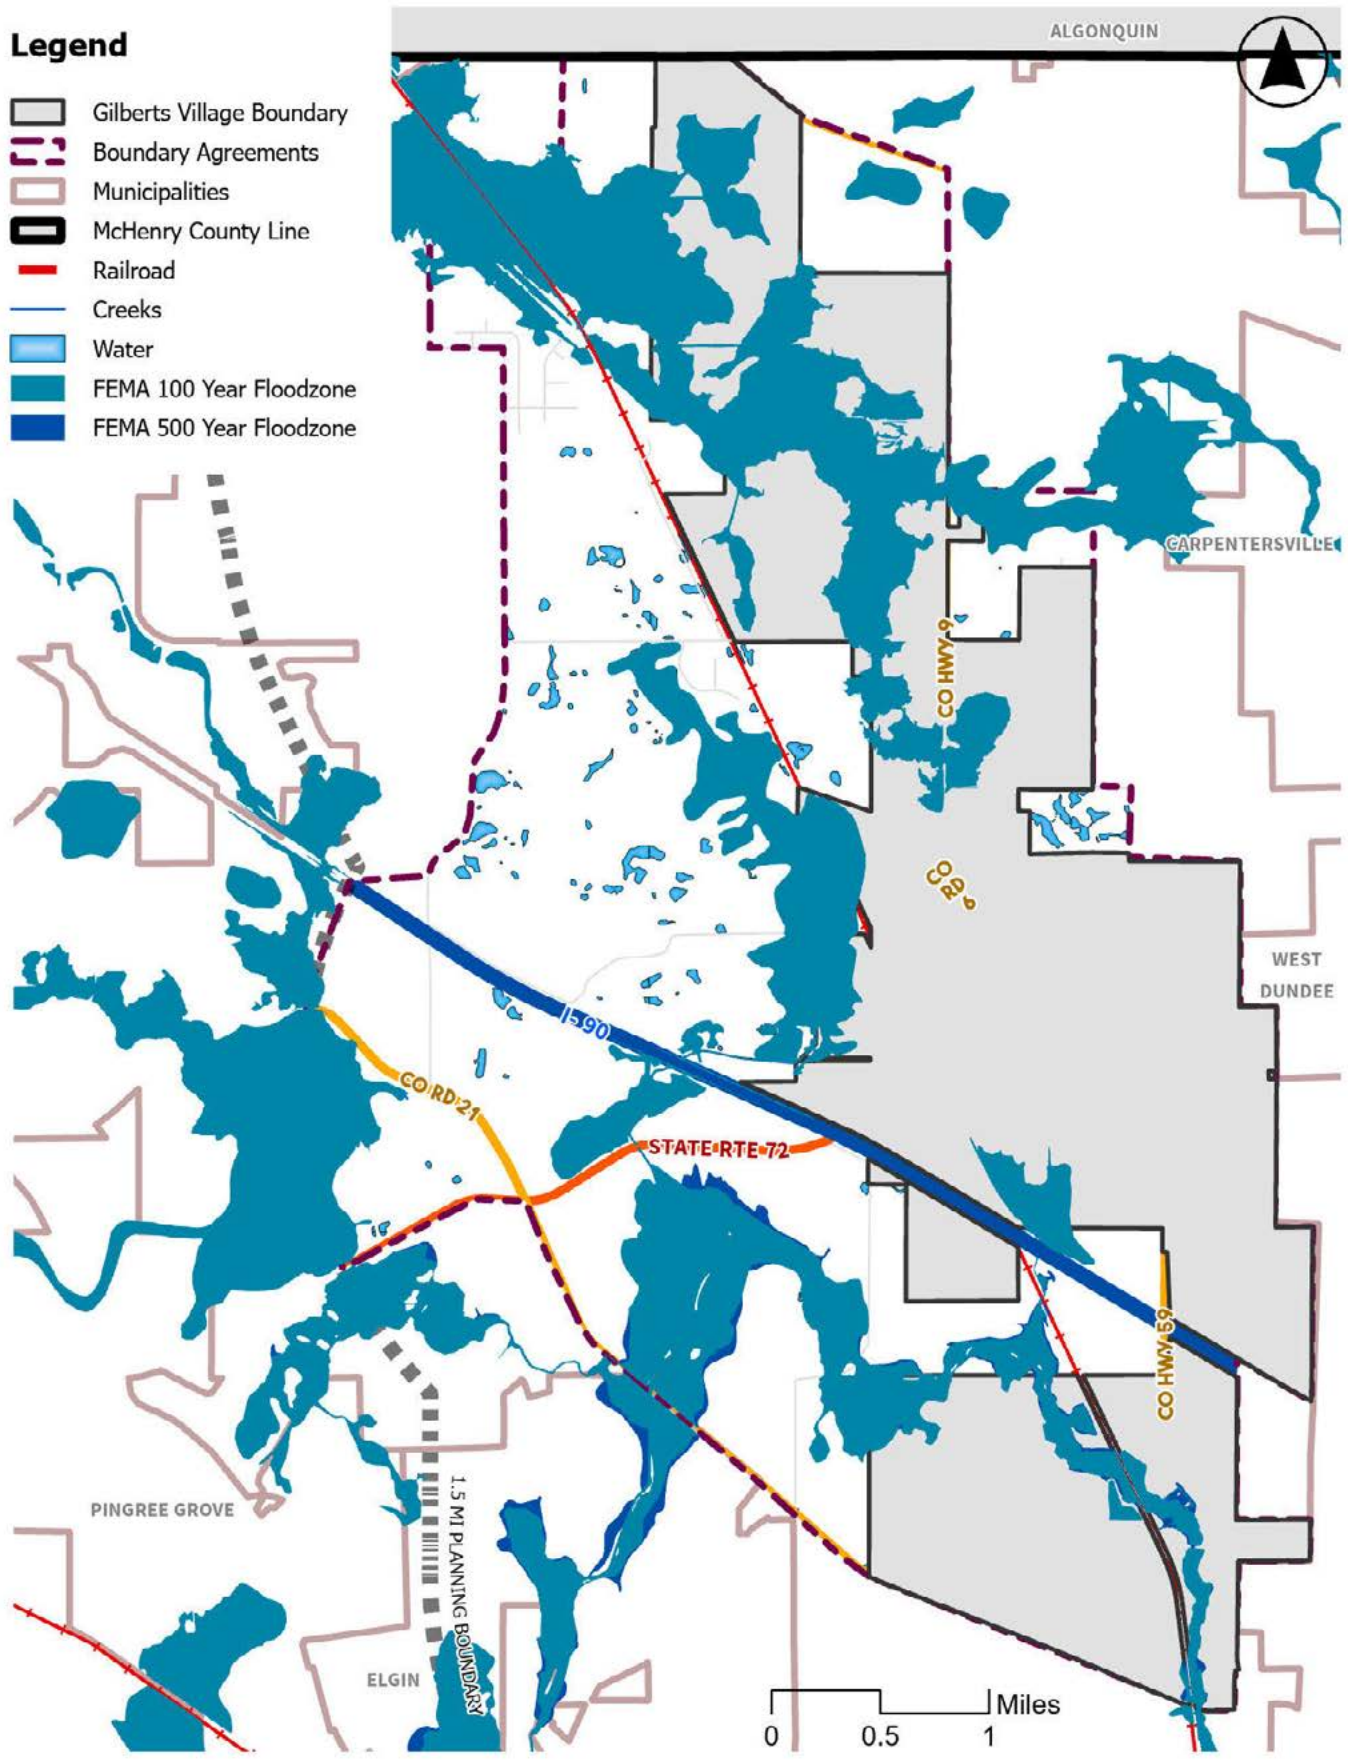 ALGONQUIN
Legend
Gilberts Village Boundary
Boundary Agreements
Municipalities
McHenry County Line
Railroad
Creeks
Water
FEMA 100 Year Floodzone
FEMA 500 Year Floodzone
CARPENTERSVILLE
CO HWY 9
CO
RD
6
WEST
DUNDEE
I- 90
CO RD 21
STATE RTE 72
CO HWY 59
PINGREE GROVE
1.5 MI PLANNING BOUNDARY
ELGIN
Miles
0 0.5 1